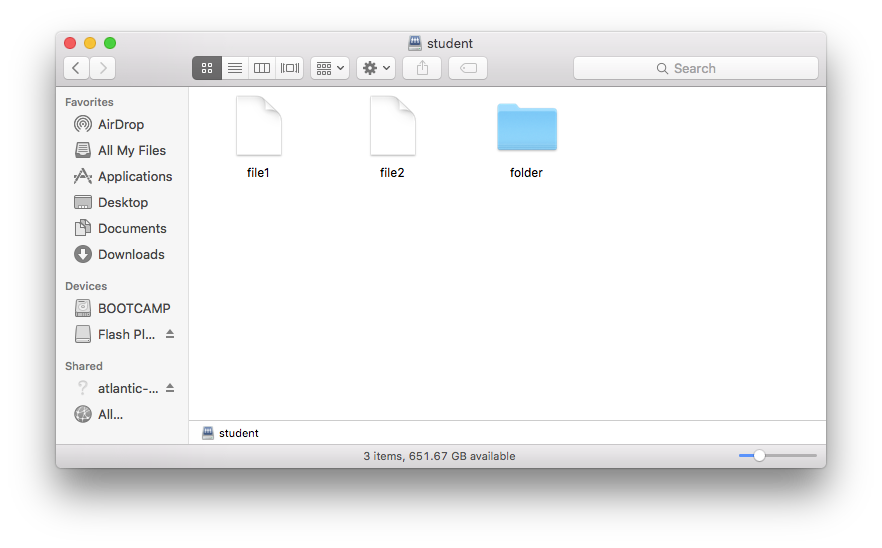 student
Search
Favorites
AirDrop
All My Files
Applications
Desktop
Documents
Downloads
Devices
BOOTCAMP
Flash Pl...
Shared
atlantic-...
All...
file1
file2
folder
student
3 items, 651.67 GB available